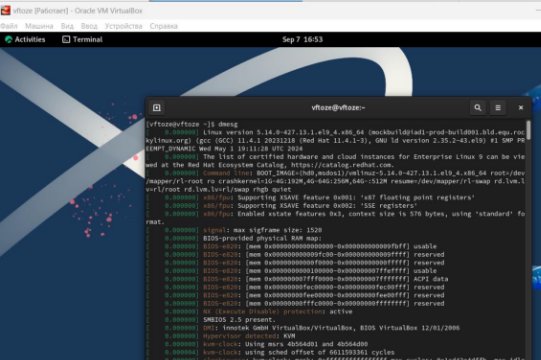 vftoze [Работает] - Oracle VM VirtualBox
Файл Машина Вид Ввод Устройства Справка
Activities Terminal Sep 7 16:53
vftoze@vftoze:~
[vftoze@vftoze ~]$ dmesg
[    0.000000] Linux version 5.14.0-427.13.1.el9_4.x86_64 (mockbuild@iad1-prod-build001.bld.equ.roc
kylinux.org) (gcc (GCC) 11.4.1 20231218 (Red Hat 11.4.1-3), GNU ld version 2.35.2-43.el9) #1 SMP PR
EEMPT_DYNAMIC Wed May 1 19:11:28 UTC 2024
[    0.000000] The list of certified hardware and cloud instances for Enterprise Linux 9 can be vie
wed at the Red Hat Ecosystem Catalog, https://catalog.redhat.com.
[    0.000000] Command line: BOOT_IMAGE=(hd0,msdos1)/vmlinuz-5.14.0-427.13.1.el9_4.x86_64 root=/dev
/mapper/rl-root ro crashkernel=1G-4G:192M,4G-64G:256M,64G-:512M resume=/dev/mapper/rl-swap rd.lvm.l
v=rl/root rd.lvm.lv=rl/swap rhgb quiet
[    0.000000] x86/fpu: Supporting XSAVE feature 0x001: 'x87 floating point registers'
[    0.000000] x86/fpu: Supporting XSAVE feature 0x002: 'SSE registers'
[    0.000000] x86/fpu: Enabled xstate features 0x3, context size is 576 bytes, using 'standard' fo
rmat.
[    0.000000] signal: max sigframe size: 1520
[    0.000000] BIOS-provided physical RAM map:
[    0.000000] BIOS-e820: [mem 0x0000000000000000-0x000000000009fbff] usable
[    0.000000] BIOS-e820: [mem 0x000000000009fc00-0x000000000009ffff] reserved
[    0.000000] BIOS-e820: [mem 0x00000000000f0000-0x00000000000fffff] reserved
[    0.000000] BIOS-e820: [mem 0x0000000000100000-0x000000007ffeffff] usable
[    0.000000] BIOS-e820: [mem 0x000000007fff0000-0x000000007fffffff] ACPI data
[    0.000000] BIOS-e820: [mem 0x00000000fec00000-0x00000000fec00fff] reserved
[    0.000000] BIOS-e820: [mem 0x00000000fee00000-0x00000000fee00fff] reserved
[    0.000000] BIOS-e820: [mem 0x00000000fffc0000-0x00000000ffffffff] reserved
[    0.000000] NX (Execute Disable) protection: active
[    0.000000] SMBIOS 2.5 present.
[    0.000000] DMI: innotek GmbH VirtualBox/VirtualBox, BIOS VirtualBox 12/01/2006
[    0.000000] Hypervisor detected: KVM
[    0.000000] kvm-clock: Using msrs 4b564d01 and 4b564d00
[    0.000001] kvm-clock: using sched offset of 6611593361 cycles